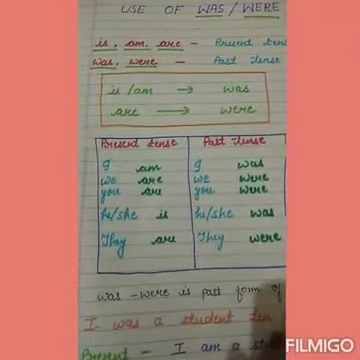 USE OF WAS / WERE
is, am, are - Present tense
was, were - Past tense
is/am → was
are → were
Present tense Past tense
I am I was
we are we were
you are you were
he/she is he/she was
They are They were
was - were is past form of
I was a student
Present - I am a
Made with
FILMIGO